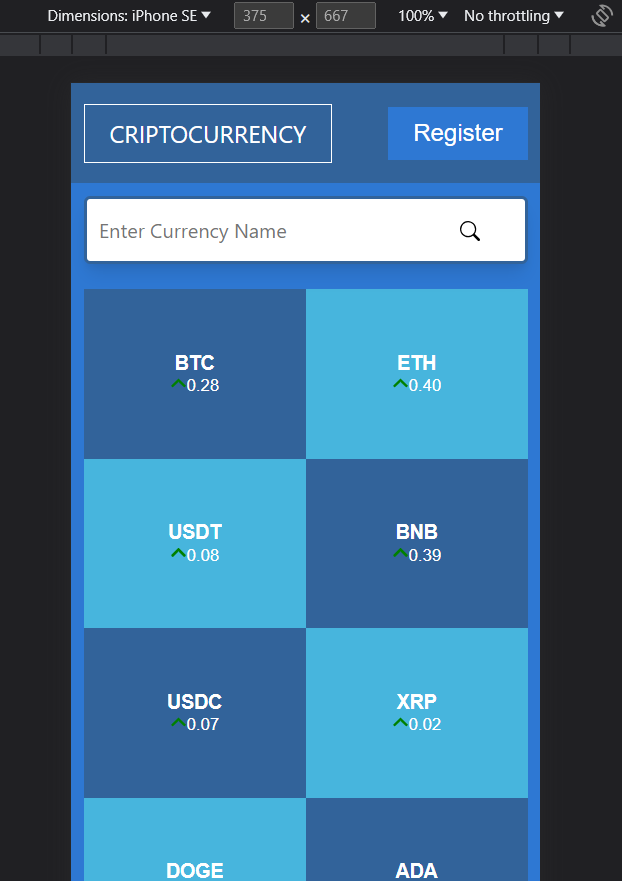 Dimensions: iPhone SE 375 × 667 100% No throttling
CRIPTOCURRENCY Register
Enter Currency Name
BTC ETH
0.28 0.40
USDT BNB
0.08 0.39
USDC XRP
0.07 0.02
DOGE ADA